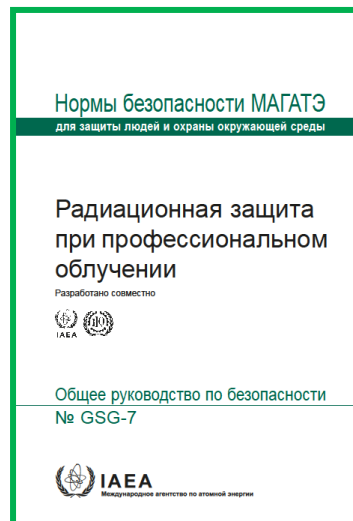 Нормы безопасности МАГАТЭ
для защиты людей и охраны окружающей среды
Радиационная защита
при профессиональном
облучении
Разработано совместно
IAEA
Общее руководство по безопасности
№ GSG-7
IAEA
Международное агентство по атомной энергии